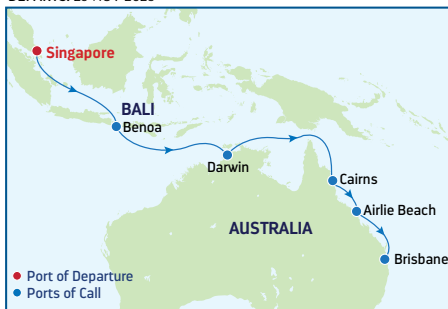 Singapore
BALI
Benoa
Darwin
Cairns
Airlie Beach
AUSTRALIA
Brisbane
Port of Departure
Ports of Call